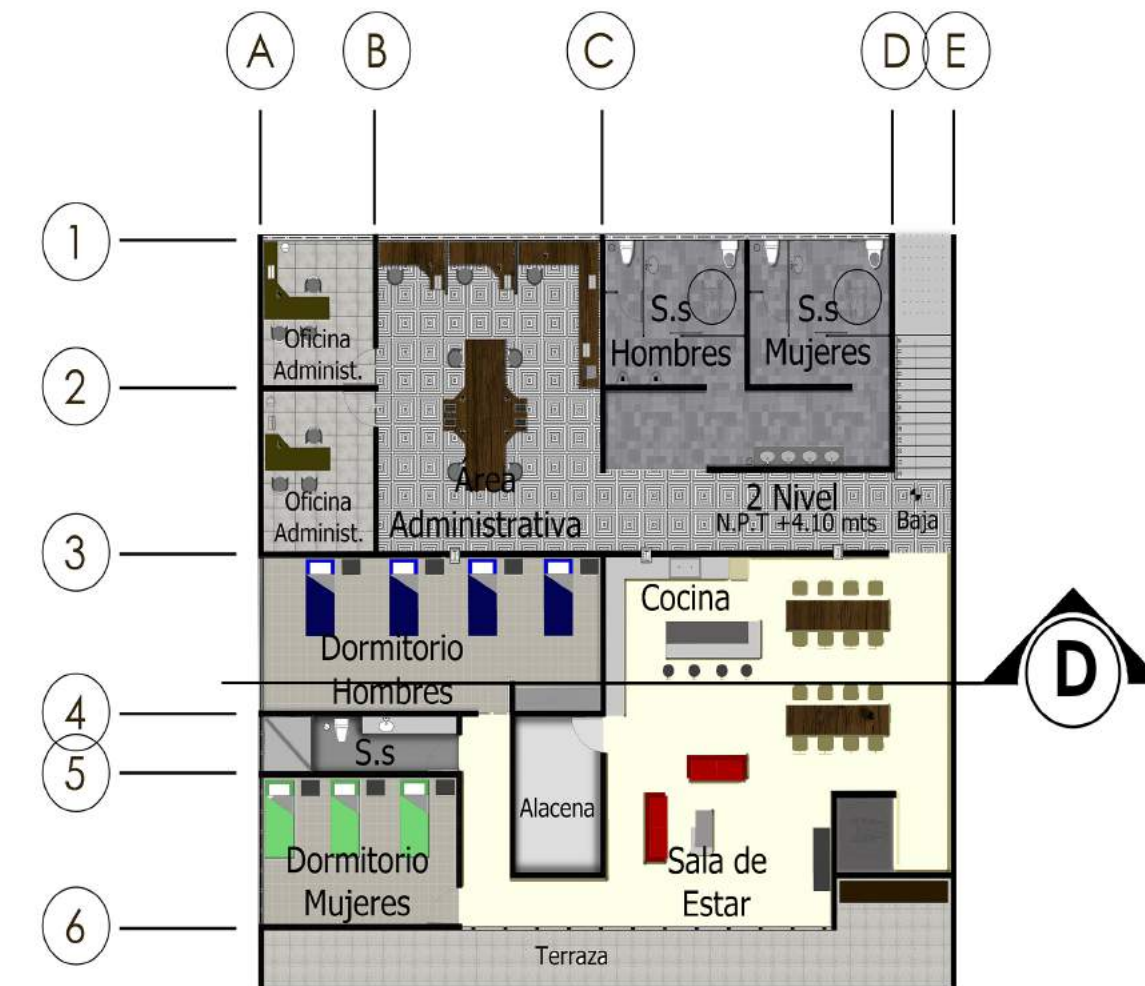 A
B
C
D
E
1
2
3
4
5
6
Oficina
Administ.
Oficina
Administ.
Área
Administrativa
S.s
Hombres
S.s
Mujeres
2 Nivel
N.P.T +4.10 mts
Baja
Dormitorio
Hombres
Cocina
D
S.s
Alacena
Dormitorio
Mujeres
Sala de
Estar
Terraza